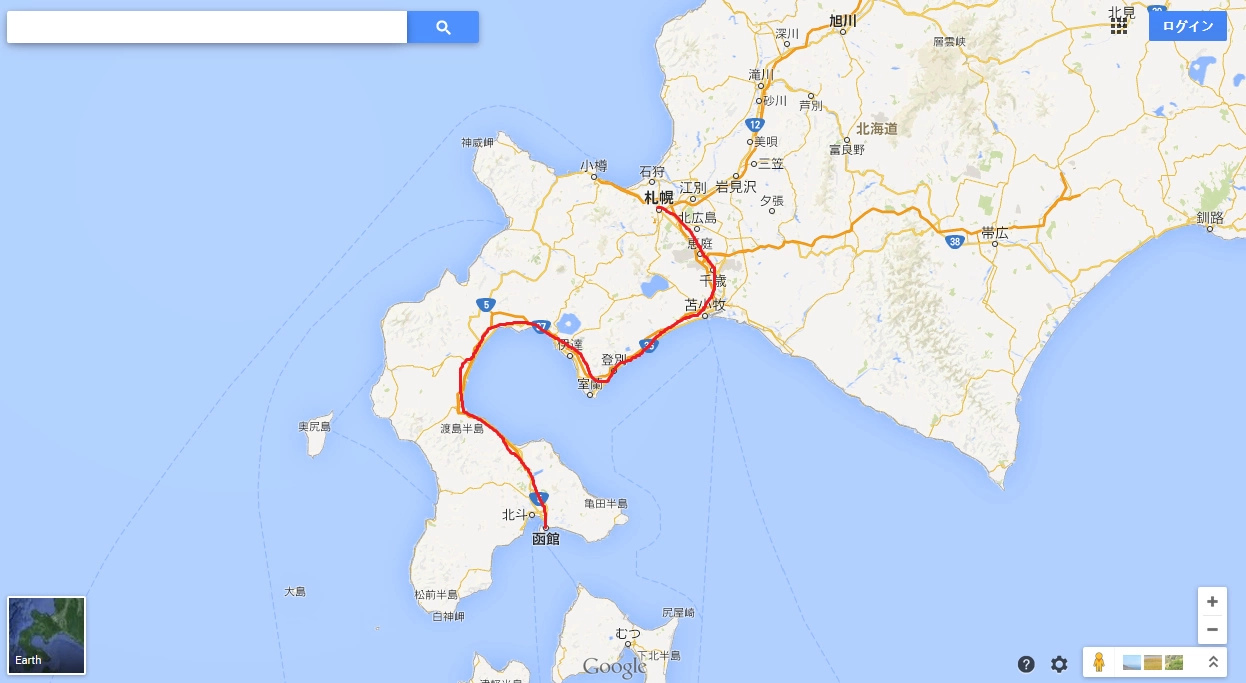 旭川
北見
39
ログイン
深川
層雲峡
滝川
砂川
芦別
12
北海道
美唄
富良野
神威岬
三笠
小樽
石狩
江別
岩見沢
札幌
夕張
北広島
釧路
帯広
38
恵庭
千歳
苫小牧
5
37
伊達
登別
室蘭
奥尻島
渡島半島
亀田半島
北斗
函館
大島
松前半島
白神岬
尻屋崎
むつ
下北半島
Google
津軽半島
Earth